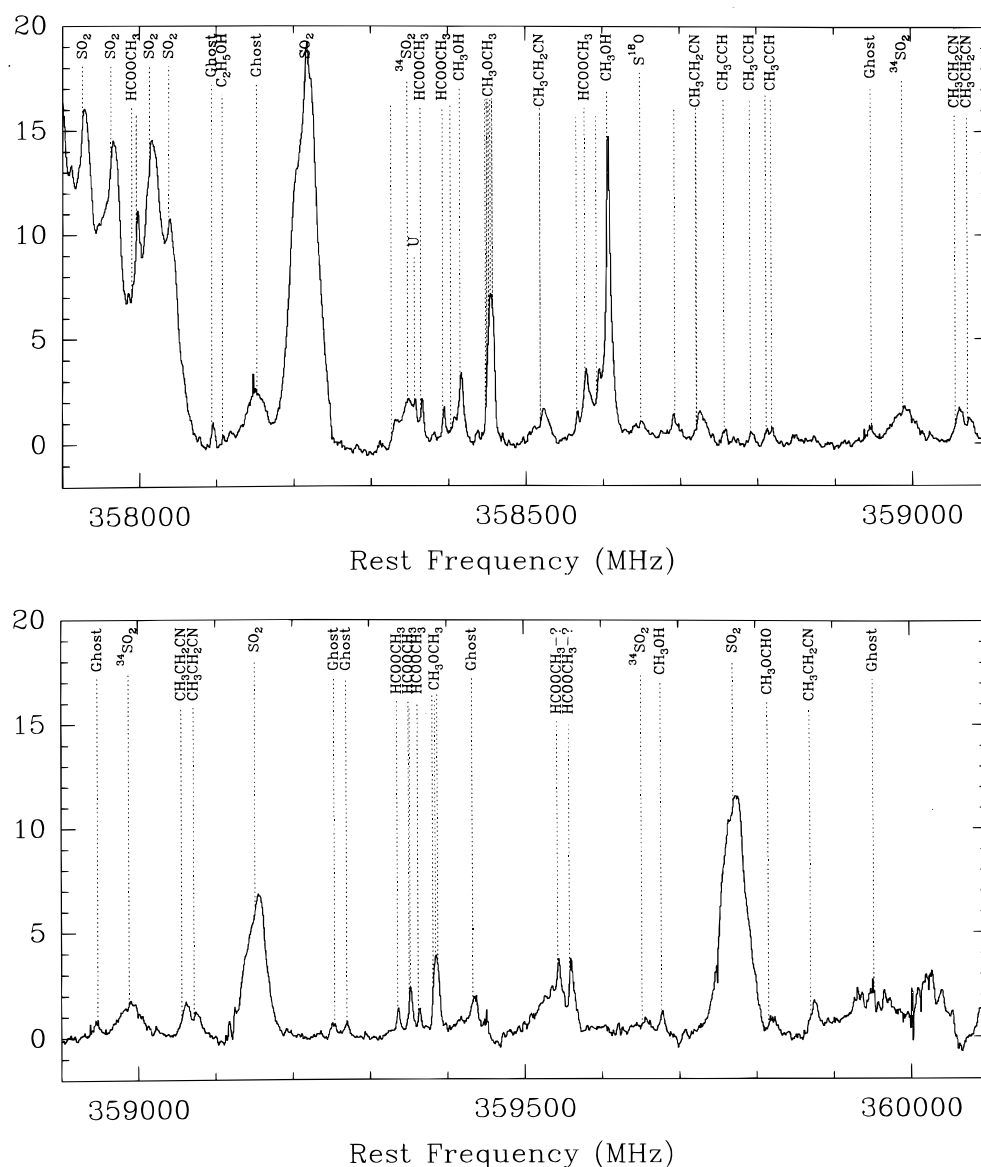 20
15
10
5
0
SO₂
SO₂
HCOOCH₃
SO₂
SO₂
Ghost
C₂H₅OH
Ghost
SO₂
³⁴SO₂
U
HCOOCH₃
HCOOCH₃
CH₃OH
CH₃OCH₃
CH₃CH₂CN
HCOOCH₃
CH₃OH
S¹⁸O
CH₃CH₂CN
CH₃CCH
CH₃CCH
CH₃CCH
Ghost
³⁴SO₂
CH₃CH₂CN
CH₃CH₂CN
358000
358500
359000
Rest Frequency (MHz)
20
15
10
5
0
Ghost
³⁴SO₂
CH₃CH₂CN
CH₃CH₂CN
SO₂
Ghost
Ghost
HCOOCH₃
HCOOCH₃
HCOOCH₃
CH₃OCH₃
Ghost
HCOOCH₃-?
HCOOCH₃-?
³⁴SO₂
CH₃OH
SO₂
CH₃OCHO
CH₃CH₂CN
Ghost
359000
359500
360000
Rest Frequency (MHz)